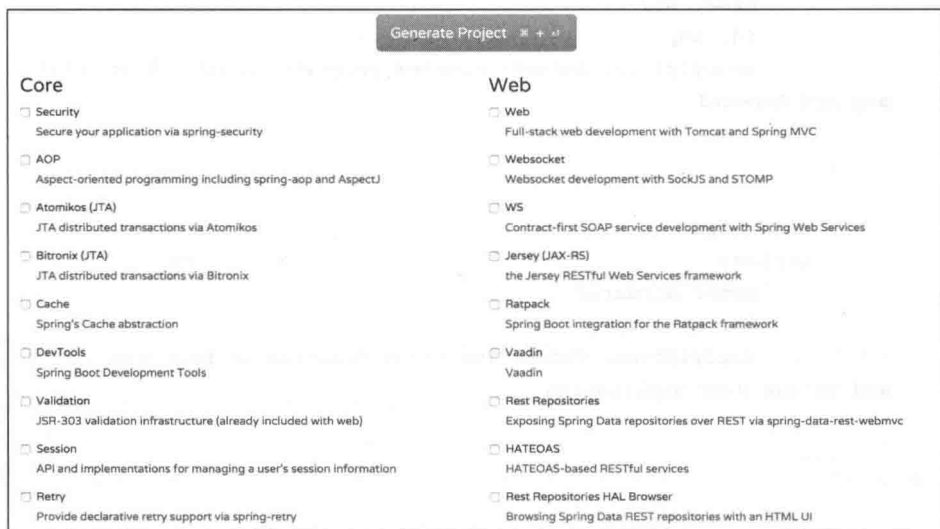 Generate Project ⌘ + ⏎
Core
Security
Secure your application via spring-security
AOP
Aspect-oriented programming including spring-aop and AspectJ
Atomikos (JTA)
JTA distributed transactions via Atomikos
Bitronix (JTA)
JTA distributed transactions via Bitronix
Cache
Spring's Cache abstraction
DevTools
Spring Boot Development Tools
Validation
JSR-303 validation infrastructure (already included with web)
Session
API and implementations for managing a user's session information
Retry
Provide declarative retry support via spring-retry
Web
Web
Full-stack web development with Tomcat and Spring MVC
Websocket
Websocket development with SockJS and STOMP
WS
Contract-first SOAP service development with Spring Web Services
Jersey (JAX-RS)
the Jersey RESTful Web Services framework
Ratpack
Spring Boot integration for the Ratpack framework
Vaadin
Vaadin
Rest Repositories
Exposing Spring Data repositories over REST via spring-data-rest-webmvc
HATEOAS
HATEOAS-based RESTful services
Rest Repositories HAL Browser
Browsing Spring Data REST repositories with an HTML UI